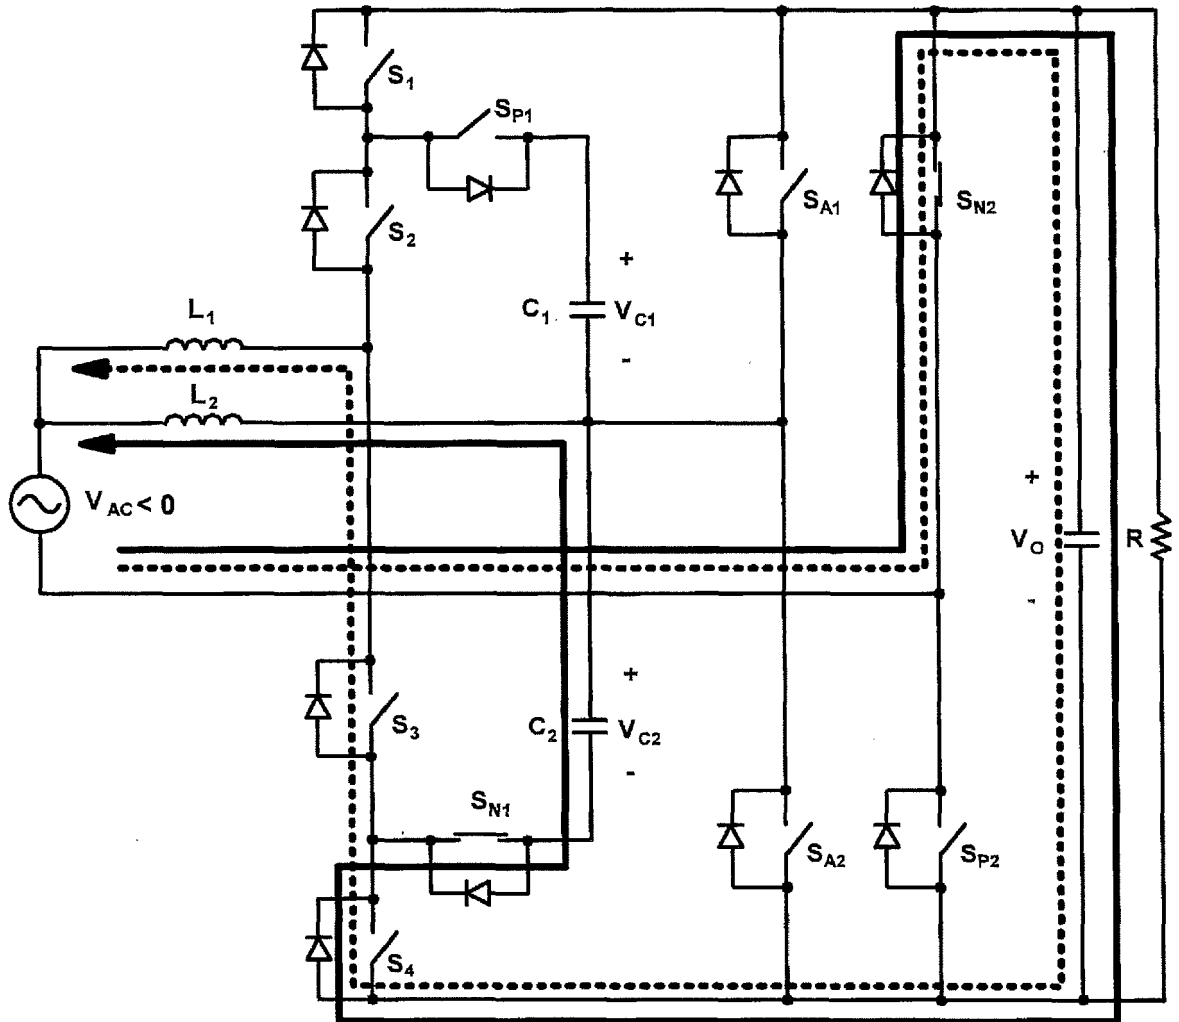 S1
SP1
SA1
SN2
S2
+
C1 VC1
-
L1
L2
VAC < 0
+
VO
R
-
+
S3
C2 VC2
-
SN1
SA2
SP2
S4